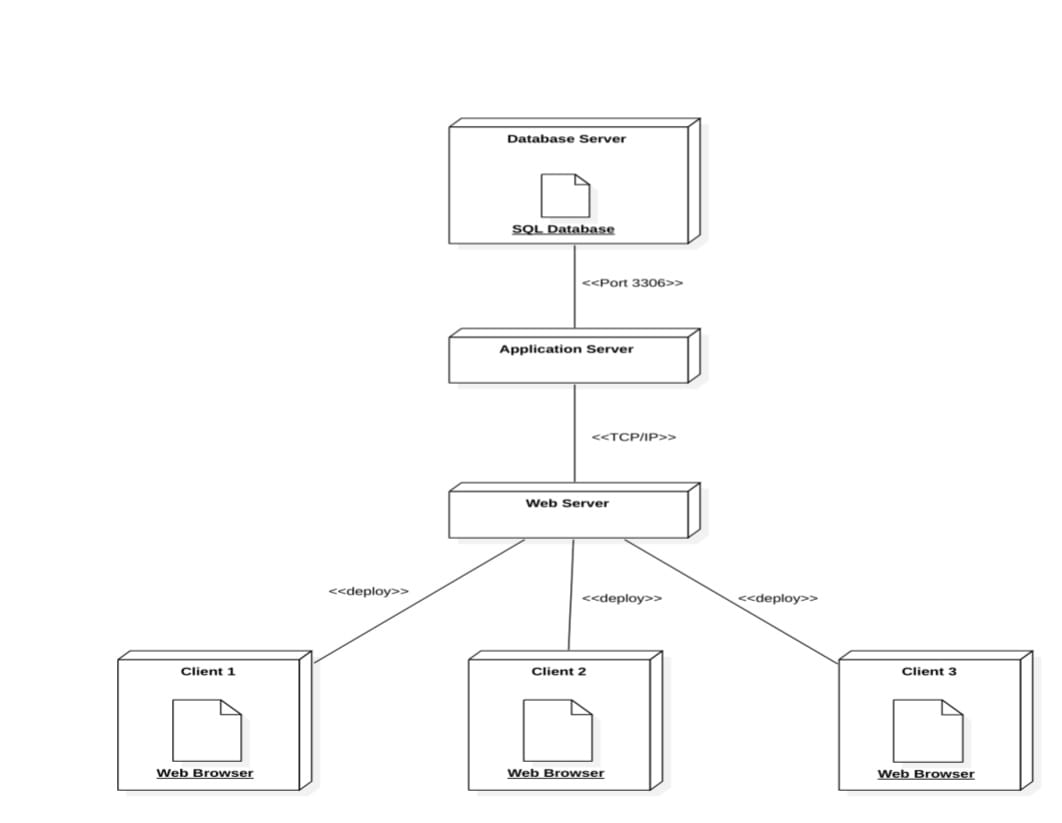 Database Server
SQL Database
<<Port 3306>>
Application Server
<<TCP/IP>>
Web Server
<<deploy>>
<<deploy>>
<<deploy>>
Client 1
Client 2
Client 3
Web Browser
Web Browser
Web Browser